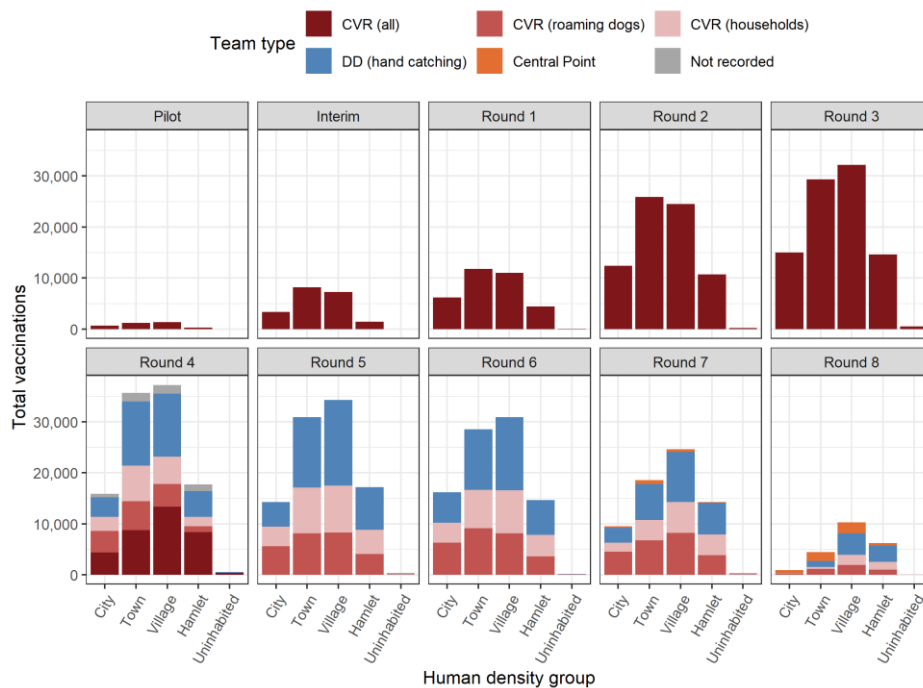 Team type
CVR (all)
CVR (roaming dogs)
CVR (households)
DD (hand catching)
Central Point
Not recorded
Pilot
Interim
Round 1
Round 2
Round 3
30,000
20,000
10,000
0
Round 4
Round 5
Round 6
Round 7
Round 8
30,000
20,000
10,000
0
Total vaccinations
City
Town
Village
Hamlet
Uninhabited
City
Town
Village
Hamlet
Uninhabited
City
Town
Village
Hamlet
Uninhabited
City
Town
Village
Hamlet
Uninhabited
City
Town
Village
Hamlet
Uninhabited
Human density group